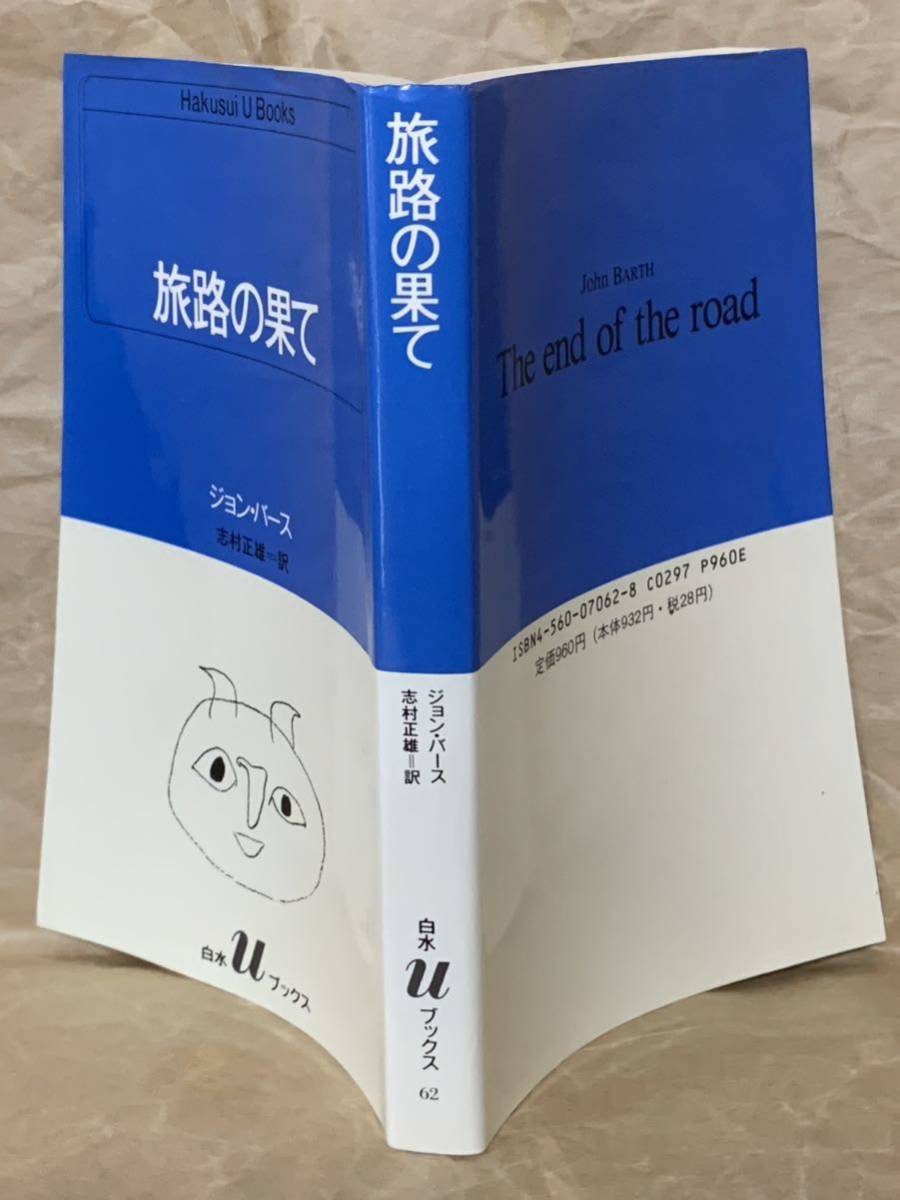 Hakusui U Books
旅路の果て
ジョン・バース
志村正雄=訳
白水uブックス
旅路の果て
ジョン・バース
志村正雄=訳
白水
u
ブックス
62
John BARTH
The end of the road
ISBN4-560-07062-8 C0297 P960E
定価960円(本体932円・税28円)